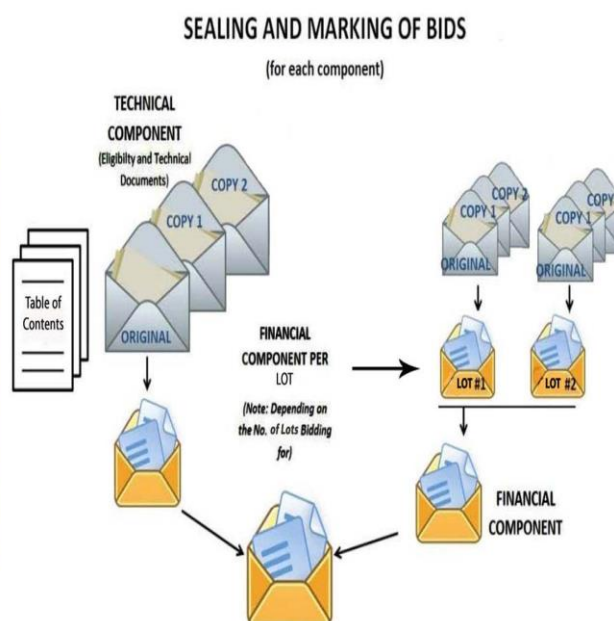 SEALING AND MARKING OF BIDS
(for each component)
TECHNICAL
COMPONENT
(Eligibilty and Technical
Documents)
COPY 2
COPY 1
ORIGINAL
Table of
Contents
FINANCIAL
COMPONENT PER
LOT
(Note: Depending on
the No. of Lots Bidding
for)
COPY 2
COPY 1
ORIGINAL
COPY
COPY 1
ORIGINAL
LOT #1
LOT #2
FINANCIAL
COMPONENT